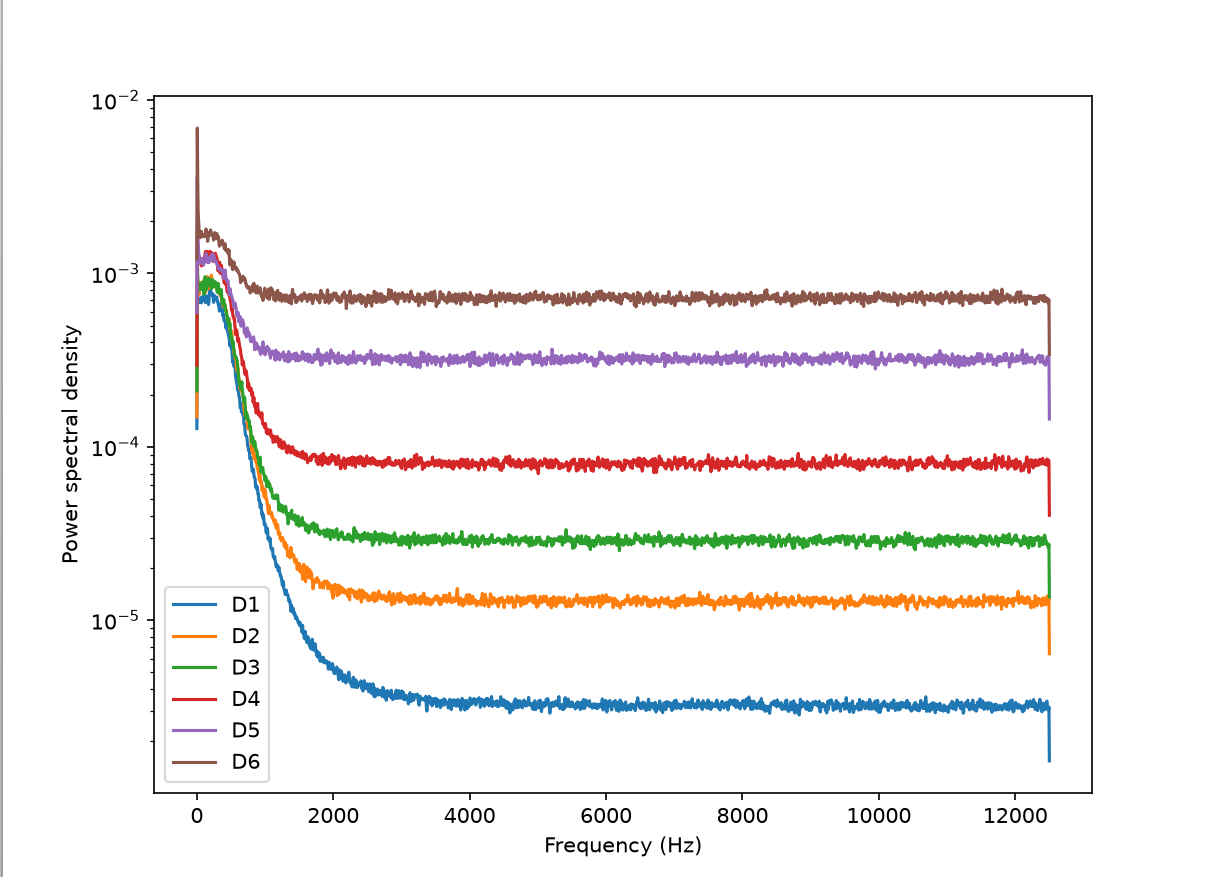 10⁻²
10⁻³
10⁻⁴
10⁻⁵
Power spectral density
D1
D2
D3
D4
D5
D6
0 2000 4000 6000 8000 10000 12000
Frequency (Hz)